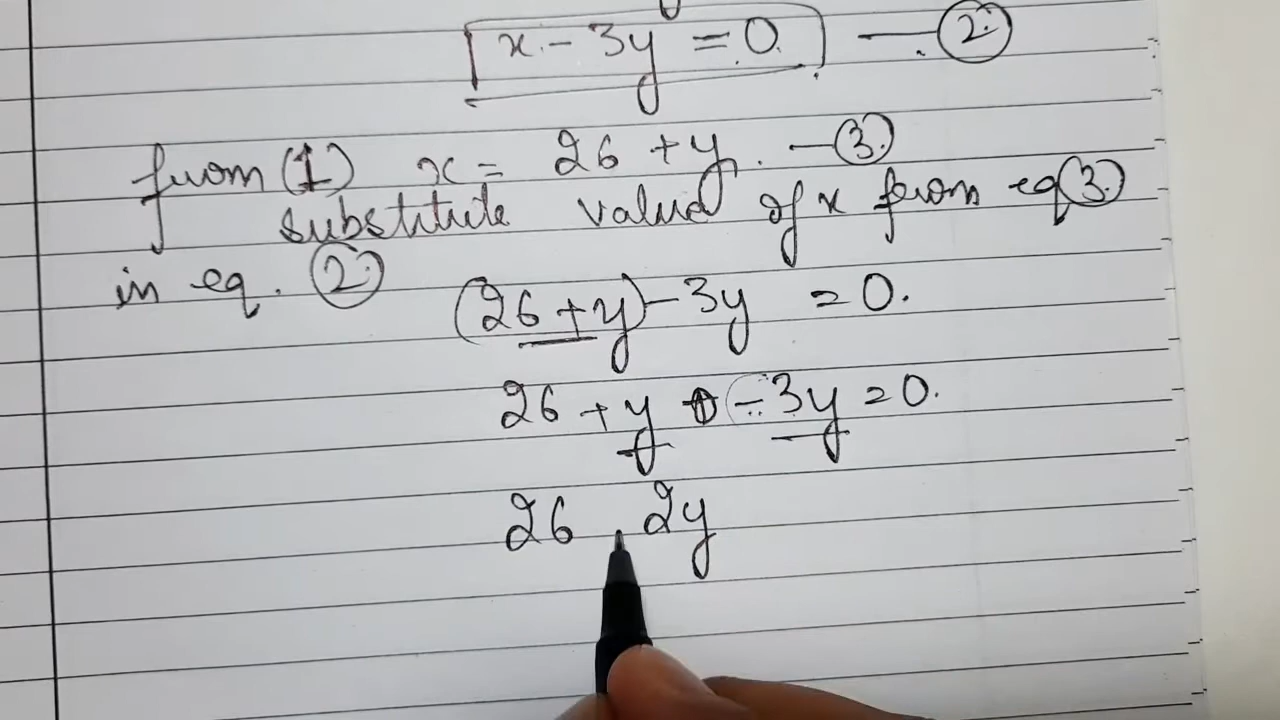 x - 3y = 0. — 2.
from (1) x = 26 + y. — 3.
substitute value of x from eq 3.
in eq. 2.
(26 + y) - 3y = 0.
26 + y - 3y = 0.
26 2y